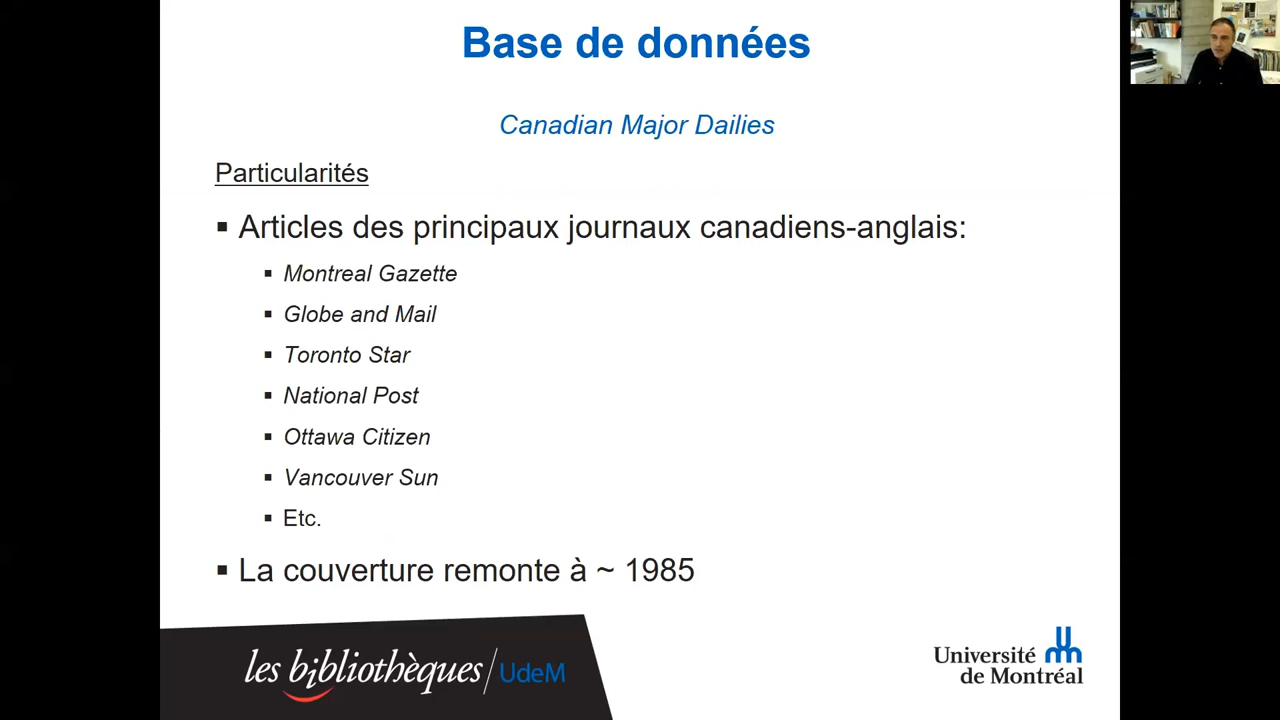 Base de données
Canadian Major Dailies
Particularités
▪ Articles des principaux journaux canadiens-anglais:
▪ Montreal Gazette
▪ Globe and Mail
▪ Toronto Star
▪ National Post
▪ Ottawa Citizen
▪ Vancouver Sun
▪ Etc.
▪ La couverture remonte à ~ 1985
les bibliothèques/UdeM
Université
de Montréal